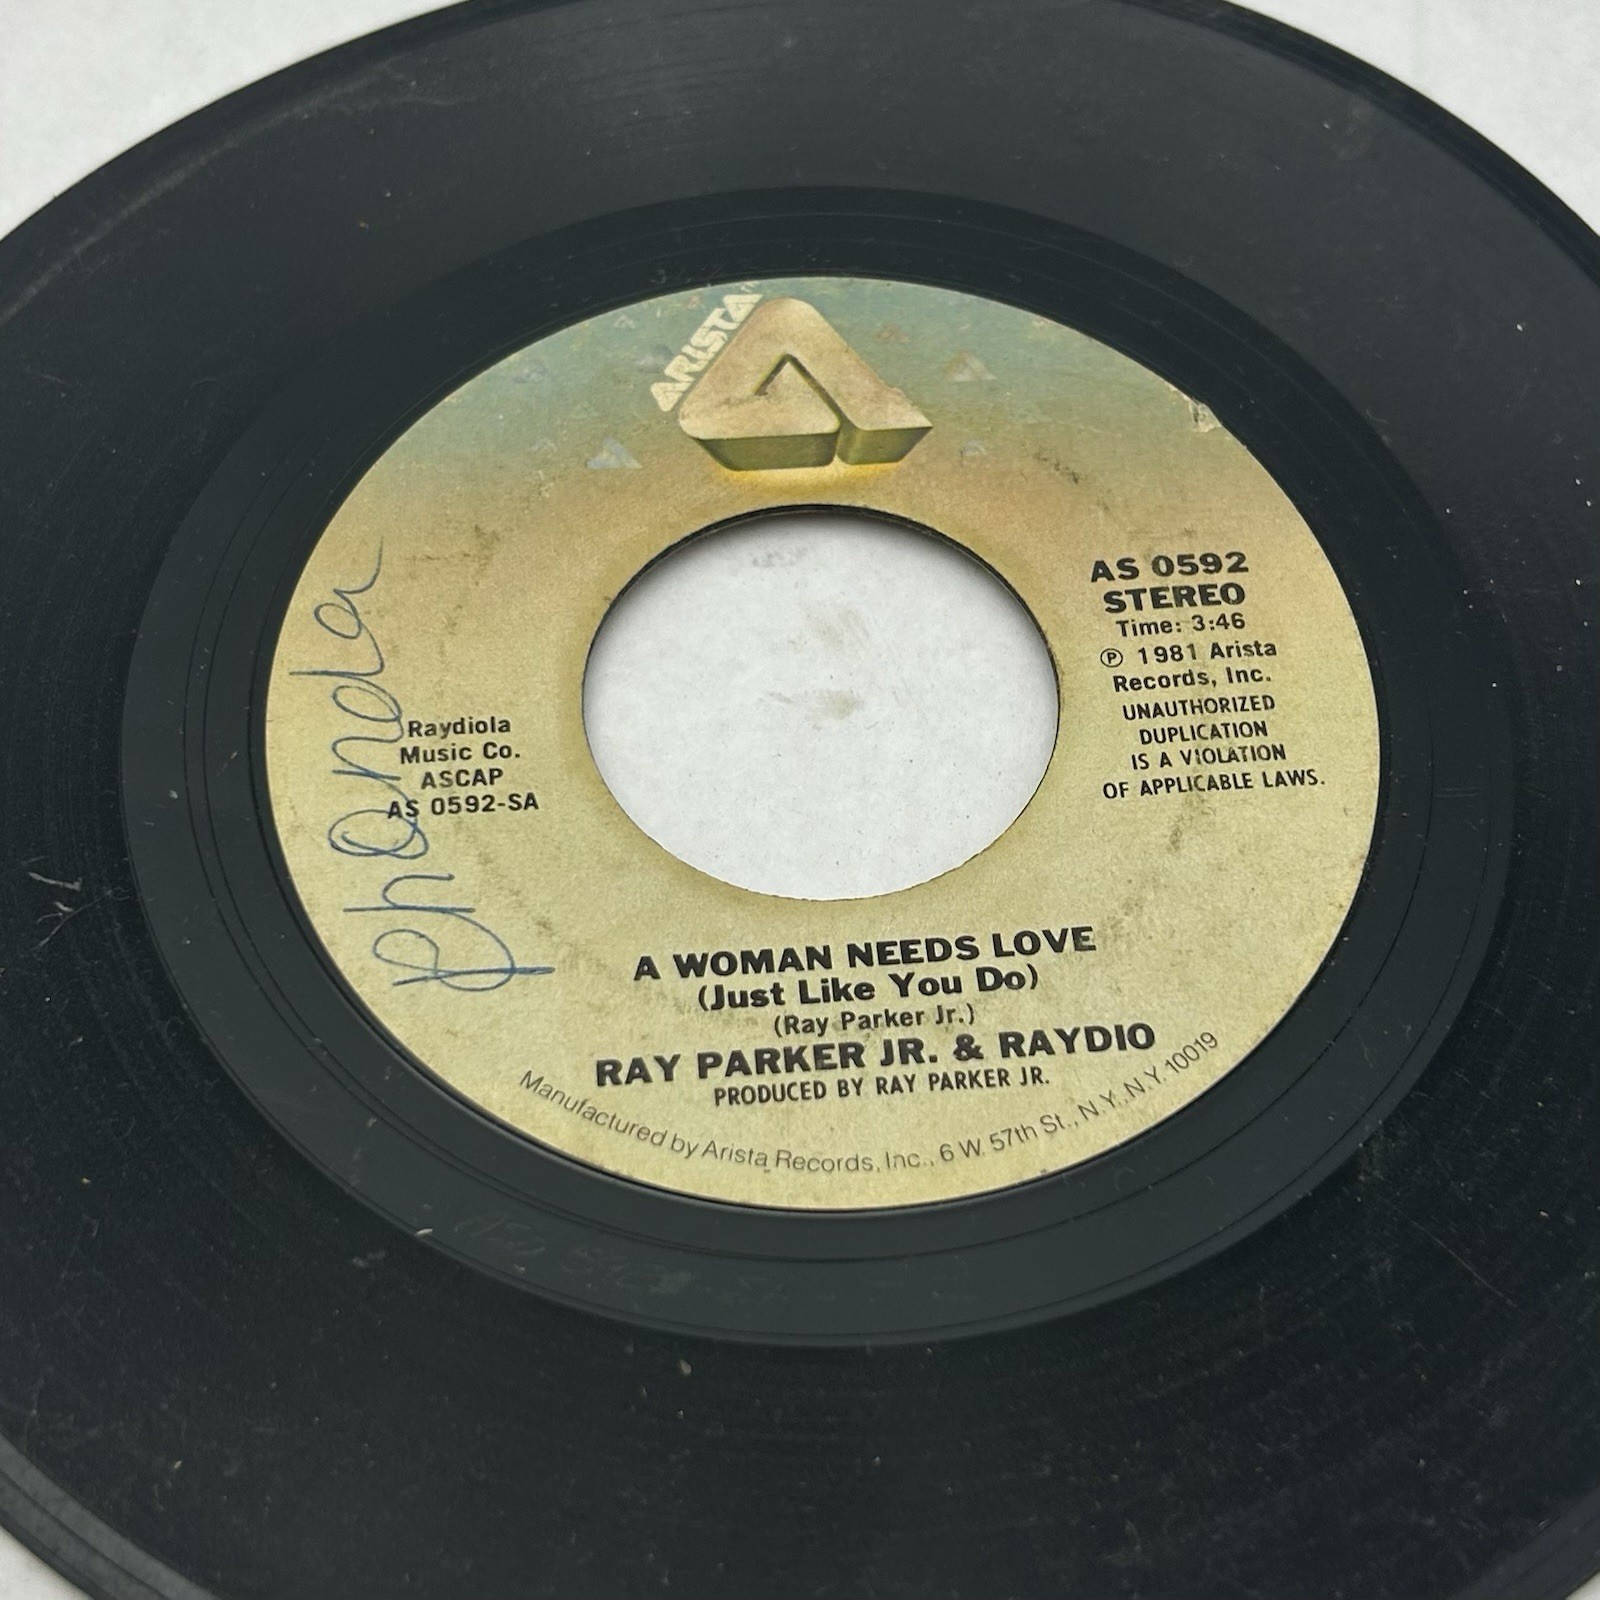 ARISTA
AS 0592
STEREO
Time: 3:46
℗ 1981 Arista
Records, Inc.
UNAUTHORIZED
DUPLICATION
IS A VIOLATION
OF APPLICABLE LAWS.
Rhonda
Raydiola
Music Co.
ASCAP
AS 0592-SA
A WOMAN NEEDS LOVE
(Just Like You Do)
(Ray Parker Jr.)
RAY PARKER JR. & RAYDIO
PRODUCED BY RAY PARKER JR.
Manufactured by Arista Records, Inc., 6 W. 57th St., N.Y., N.Y. 10019